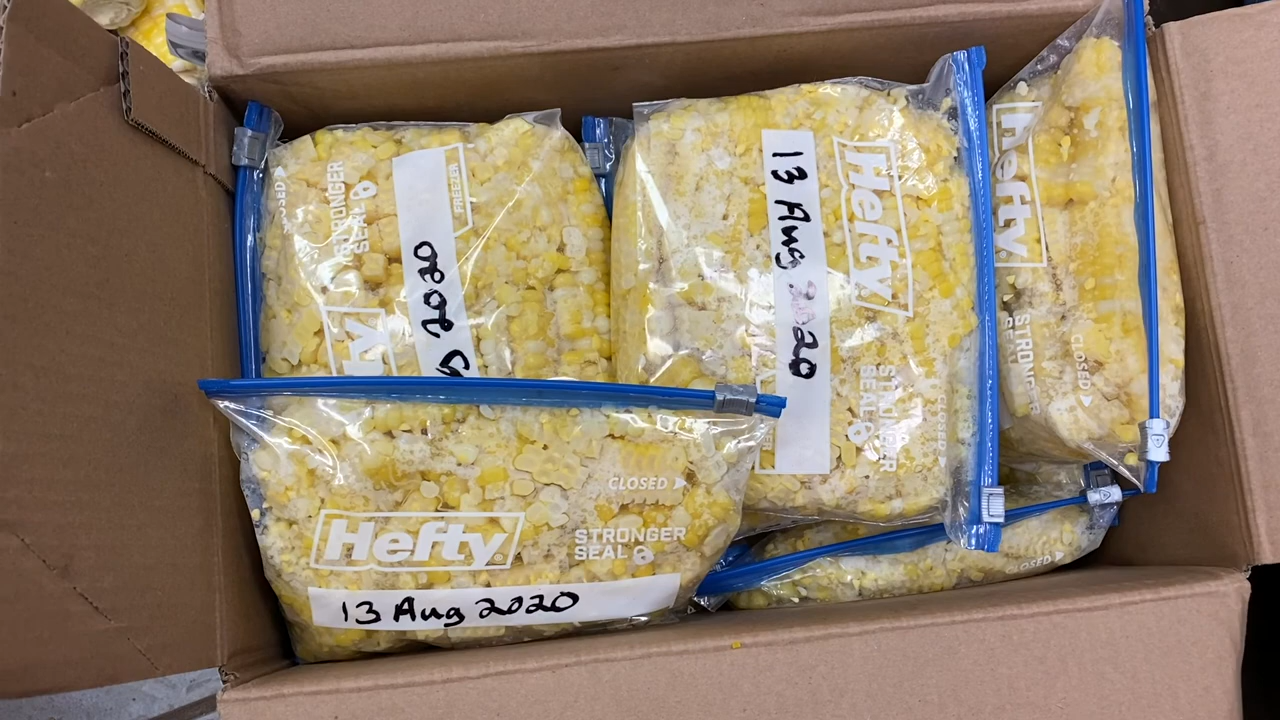 CLOSED
STRONGER
SEAL
FREEZER
2020
13 Aug 2020
Hefty
STRONGER
SEAL
CLOSED
Hefty
STRONGER
SEAL
CLOSED
CLOSED
Hefty
STRONGER
SEAL
13 Aug 2020
CLOSED